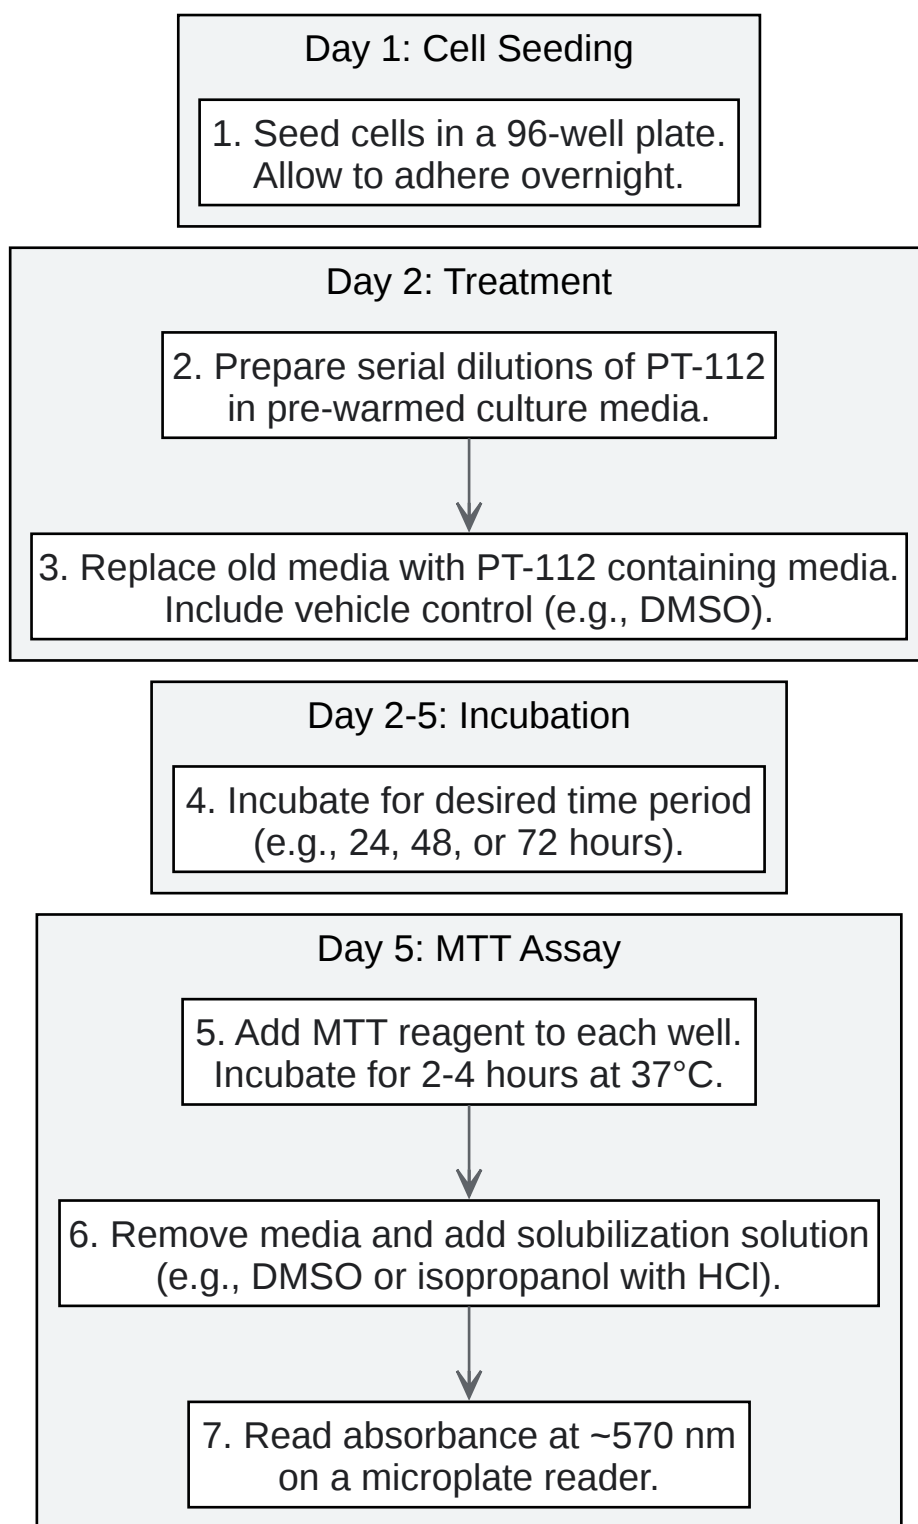 Day 1: Cell Seeding
1. Seed cells in a 96-well plate.
Allow to adhere overnight.
Day 2: Treatment
2. Prepare serial dilutions of PT-112
in pre-warmed culture media.
3. Replace old media with PT-112 containing media.
Include vehicle control (e.g., DMSO).
Day 2-5: Incubation
4. Incubate for desired time period
(e.g., 24, 48, or 72 hours).
Day 5: MTT Assay
5. Add MTT reagent to each well.
Incubate for 2-4 hours at 37°C.
6. Remove media and add solubilization solution
(e.g., DMSO or isopropanol with HCl).
7. Read absorbance at ~570 nm
on a microplate reader.